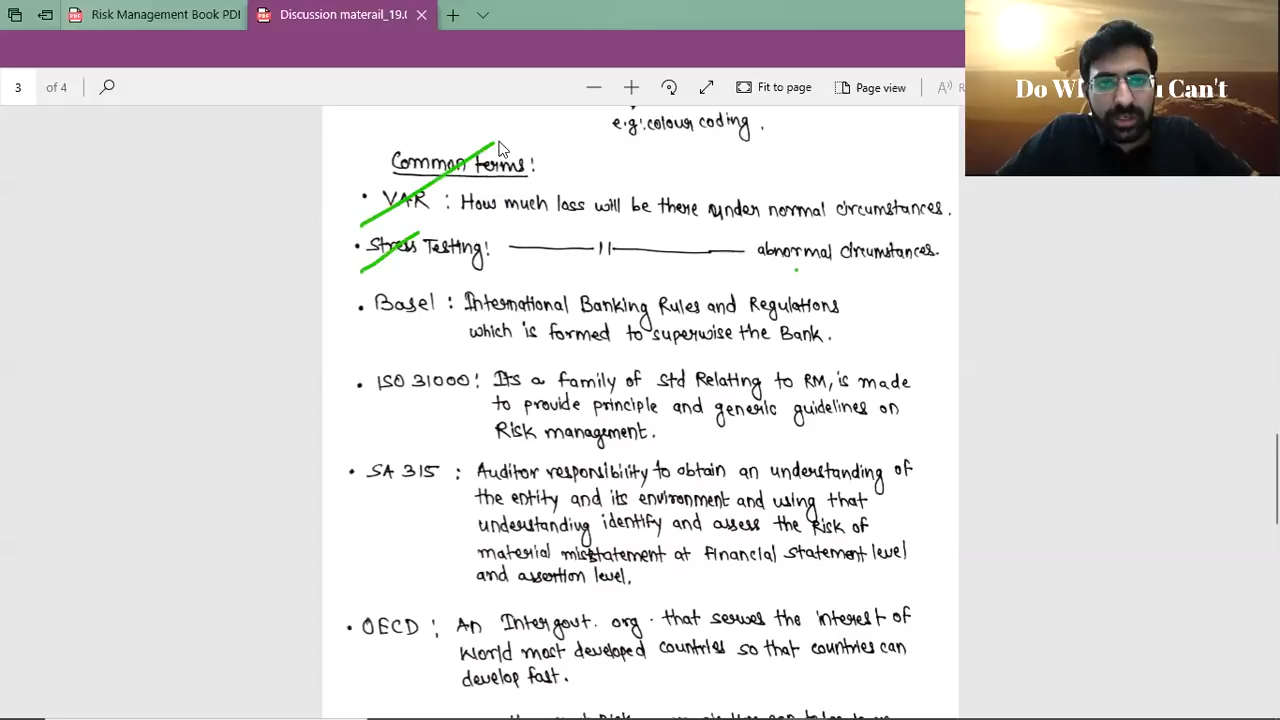 Risk Management Book PDI
Discussion materail_19.0
3 of 4
Fit to page
Page view
Do Wh u Can't
e.g:.colour coding .
Common terms:
• VAR : How much loss will be there under normal circumstances.
• Stress Testing: ——— 11 ——— abnormal circumstances.
• Basel : International Banking Rules and Regulations
which is formed to superwise the Bank.
• ISO 31000: Its a family of std Relating to RM, is made
to provide principle and generic guidelines on
Risk management.
• SA 315 : Auditor responsibility to obtain an understanding of
the entity and its environment and using that
understanding identify and assess the Risk of
material misstatement at Financial statement level
and assertion level.
• OECD : An Intergovt. org. that serves the interest of
World most developed countries so that countries can
develop fast.